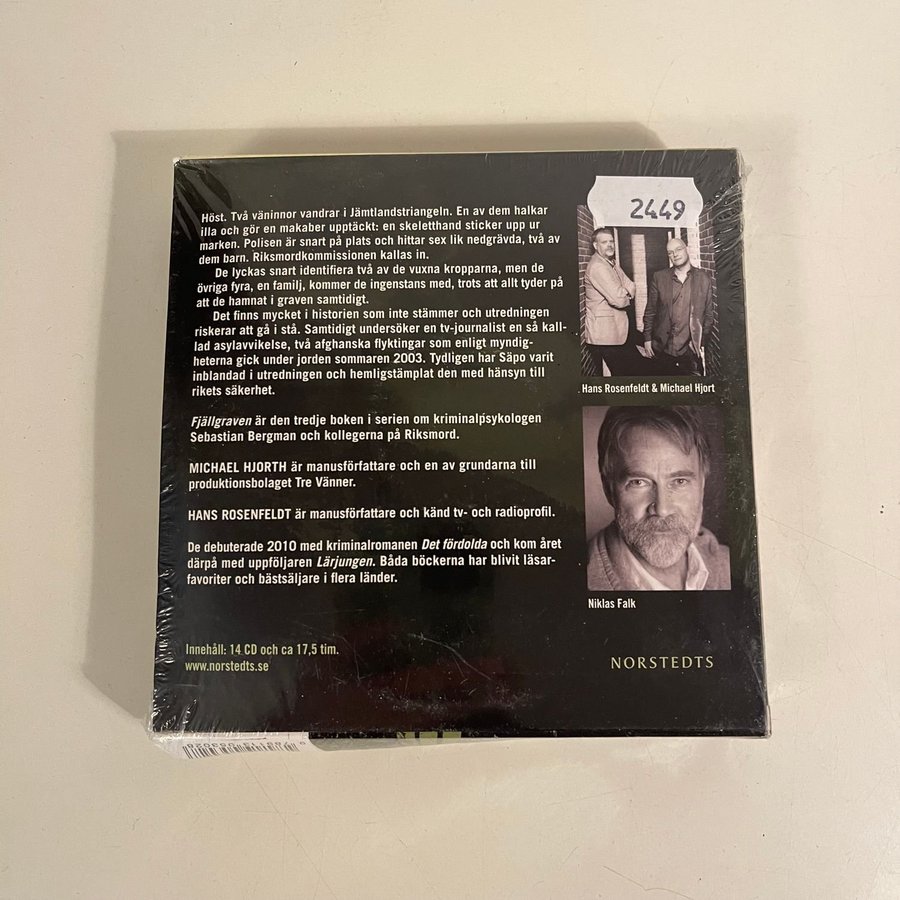 Höst. Två väninnor vandrar i Jämtlandstriangeln. En av dem halkar
illa och gör en makaber upptäckt: en skeletthand sticker upp ur
marken. Polisen är snart på plats och hittar sex lik nedgrävda, två av
dem barn. Riksmordkommissionen kallas in.
De lyckas snart identifiera två av de vuxna kropparna, men de
övriga fyra, en familj, kommer de ingenstans med, trots att allt tyder på
att de hamnat i graven samtidigt.
Det finns mycket i historien som inte stämmer och utredningen
riskerar att gå i stå. Samtidigt undersöker en tv-journalist en så kal-
lad asylavvikelse, två afghanska flyktingar som enligt myndig-
heterna gick under jorden sommaren 2003. Tydligen har Säpo varit
inblandad i utredningen och hemligstämplat den med hänsyn till
rikets säkerhet.
Fjällgraven är den tredje boken i serien om kriminalpsykologen
Sebastian Bergman och kollegerna på Riksmord.
MICHAEL HJORTH är manusförfattare och en av grundarna till
produktionsbolaget Tre Vänner.
HANS ROSENFELDT är manusförfattare och känd tv- och radioprofil.
De debuterade 2010 med kriminalromanen Det fördolda och kom året
därpå med uppföljaren Lärjungen. Båda böckerna har blivit läsar-
favoriter och bästsäljare i flera länder.
Innehåll: 14 CD och ca 17,5 tim.
www.norstedts.se
2449
Hans Rosenfeldt & Michael Hjort
Niklas Falk
NORSTEDTS